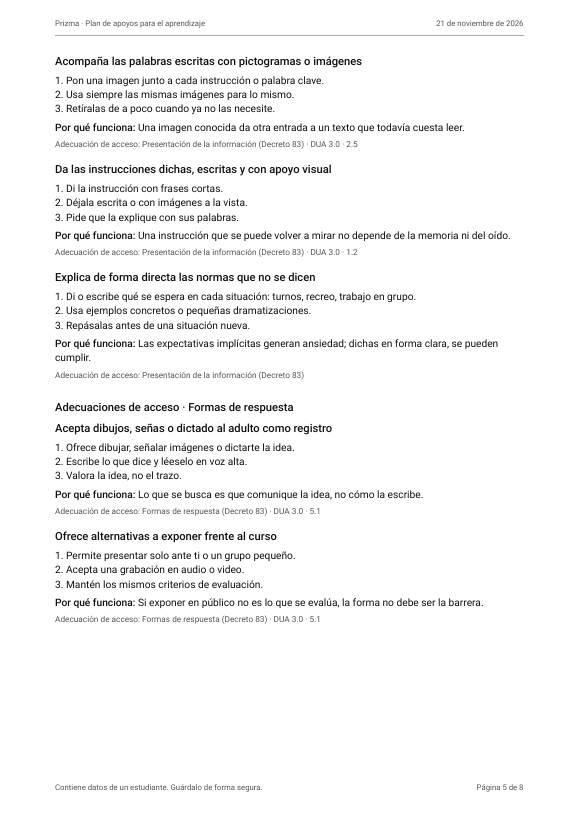 Prizma · Plan de apoyos para el aprendizaje
21 de noviembre de 2026
Acompaña las palabras escritas con pictogramas o imágenes
1. Pon una imagen junto a cada instrucción o palabra clave.
2. Usa siempre las mismas imágenes para lo mismo.
3. Retíralas de a poco cuando ya no las necesite.
Por qué funciona: Una imagen conocida da otra entrada a un texto que todavía cuesta leer.
Adecuación de acceso: Presentación de la información (Decreto 83) · DUA 3.0 · 2.5
Da las instrucciones dichas, escritas y con apoyo visual
1. Di la instrucción con frases cortas.
2. Déjala escrita o con imágenes a la vista.
3. Pide que la explique con sus palabras.
Por qué funciona: Una instrucción que se puede volver a mirar no depende de la memoria ni del oído.
Adecuación de acceso: Presentación de la información (Decreto 83) · DUA 3.0 · 1.2
Explica de forma directa las normas que no se dicen
1. Di o escribe qué se espera en cada situación: turnos, recreo, trabajo en grupo.
2. Usa ejemplos concretos o pequeñas dramatizaciones.
3. Repásalas antes de una situación nueva.
Por qué funciona: Las expectativas implícitas generan ansiedad; dichas en forma clara, se pueden
cumplir.
Adecuación de acceso: Presentación de la información (Decreto 83)
Adecuaciones de acceso · Formas de respuesta
Acepta dibujos, señas o dictado al adulto como registro
1. Ofrece dibujar, señalar imágenes o dictarte la idea.
2. Escribe lo que dice y léeselo en voz alta.
3. Valora la idea, no el trazo.
Por qué funciona: Lo que se busca es que comunique la idea, no cómo la escribe.
Adecuación de acceso: Formas de respuesta (Decreto 83) · DUA 3.0 · 5.1
Ofrece alternativas a exponer frente al curso
1. Permite presentar solo ante ti o un grupo pequeño.
2. Acepta una grabación en audio o video.
3. Mantén los mismos criterios de evaluación.
Por qué funciona: Si exponer en público no es lo que se evalúa, la forma no debe ser la barrera.
Adecuación de acceso: Formas de respuesta (Decreto 83) · DUA 3.0 · 5.1
Contiene datos de un estudiante. Guárdalo de forma segura.
Página 5 de 8